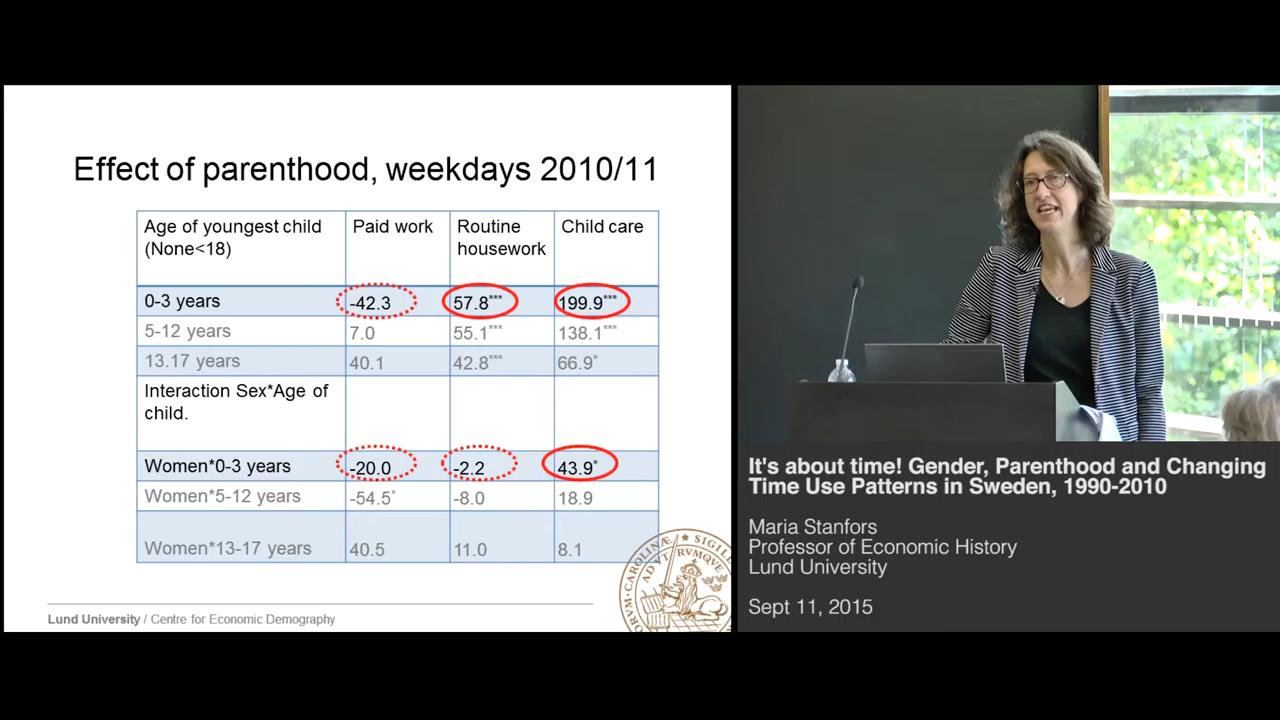 Effect of parenthood, weekdays 2010/11
Age of youngest child
(None<18)
Paid work
Routine
housework
Child care
0-3 years
-42.3
57.8***
199.9***
5-12 years
7.0
55.1***
138.1***
13.17 years
40.1
42.8***
66.9*
Interaction Sex*Age of
child.
Women*0-3 years
-20.0
-2.2
43.9*
Women*5-12 years
-54.5*
-8.0
18.9
Women*13-17 years
40.5
11.0
8.1
Lund University / Centre for Economic Demography
It's about time! Gender, Parenthood and Changing
Time Use Patterns in Sweden, 1990-2010
Maria Stanfors
Professor of Economic History
Lund University
Sept 11, 2015